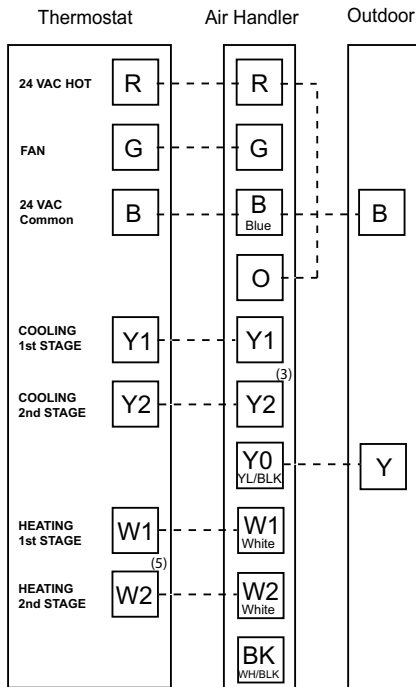 Thermostat Air Handler Outdoor
24 VAC HOT R R
FAN G G
24 VAC
Common
B B
Blue
B
O
COOLING
1st STAGE
Y1 Y1
(3)
COOLING
2nd STAGE
Y2 Y2
Y0
YL/BLK
Y
HEATING
1st STAGE
W1 W1
White
(5)
HEATING
2nd STAGE
W2 W2
White
BK
WH/BLK